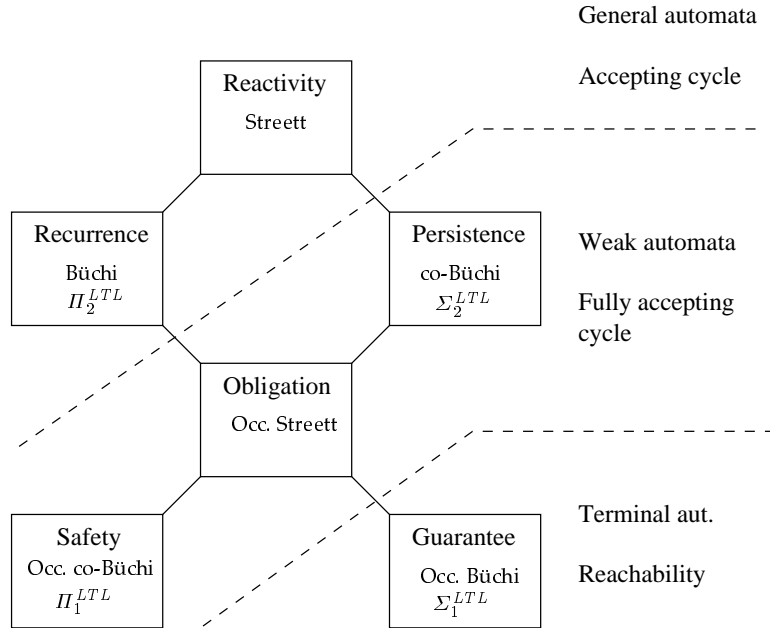 General automata
Accepting cycle
Reactivity
Streett
Recurrence
Büchi
Π₂^{LTL}
Persistence
co-Büchi
Σ₂^{LTL}
Weak automata
Fully accepting
cycle
Obligation
Occ. Streett
Safety
Occ. co-Büchi
Π₁^{LTL}
Guarantee
Occ. Büchi
Σ₁^{LTL}
Terminal aut.
Reachability